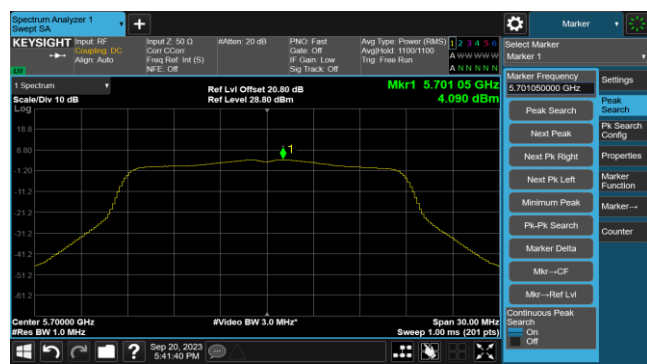 Spectrum Analyzer 1
Swept SA
Marker
KEYSIGHT Input: RF
Coupling: DC
Align: Auto
Input Z: 50 Ω
Corr CCorr
Freq Ref: Int (S)
NFE: Off
#Atten: 20 dB
PNO: Fast
Gate: Off
IF Gain: Low
Sig Track: Off
Avg Type: Power (RMS)
Avg|Hold: 1100/1100
Trig: Free Run
1 2 3 4 5 6
A W W W W W
A N N N N N
Select Marker
Marker 1
1 Spectrum
Scale/Div 10 dB
Log
Ref Lvl Offset 20.80 dB
Ref Level 28.80 dBm
Mkr1 5.701 05 GHz
4.090 dBm
18.8
8.80
-1.20
-11.2
-21.2
-31.2
-41.2
-51.2
-61.2
1
Center 5.70000 GHz
#Res BW 1.0 MHz
#Video BW 3.0 MHz*
Span 30.00 MHz
Sweep 1.00 ms (201 pts)
Marker Frequency
5.701050000 GHz
Peak Search
Next Peak
Next Pk Right
Next Pk Left
Minimum Peak
Pk-Pk Search
Marker Delta
Mkr→CF
Mkr→Ref Lvl
Continuous Peak
Search
On
Off
Settings
Peak
Search
Pk Search
Config
Properties
Marker
Function
Marker→
Counter
?
Sep 20, 2023
5:41:40 PM